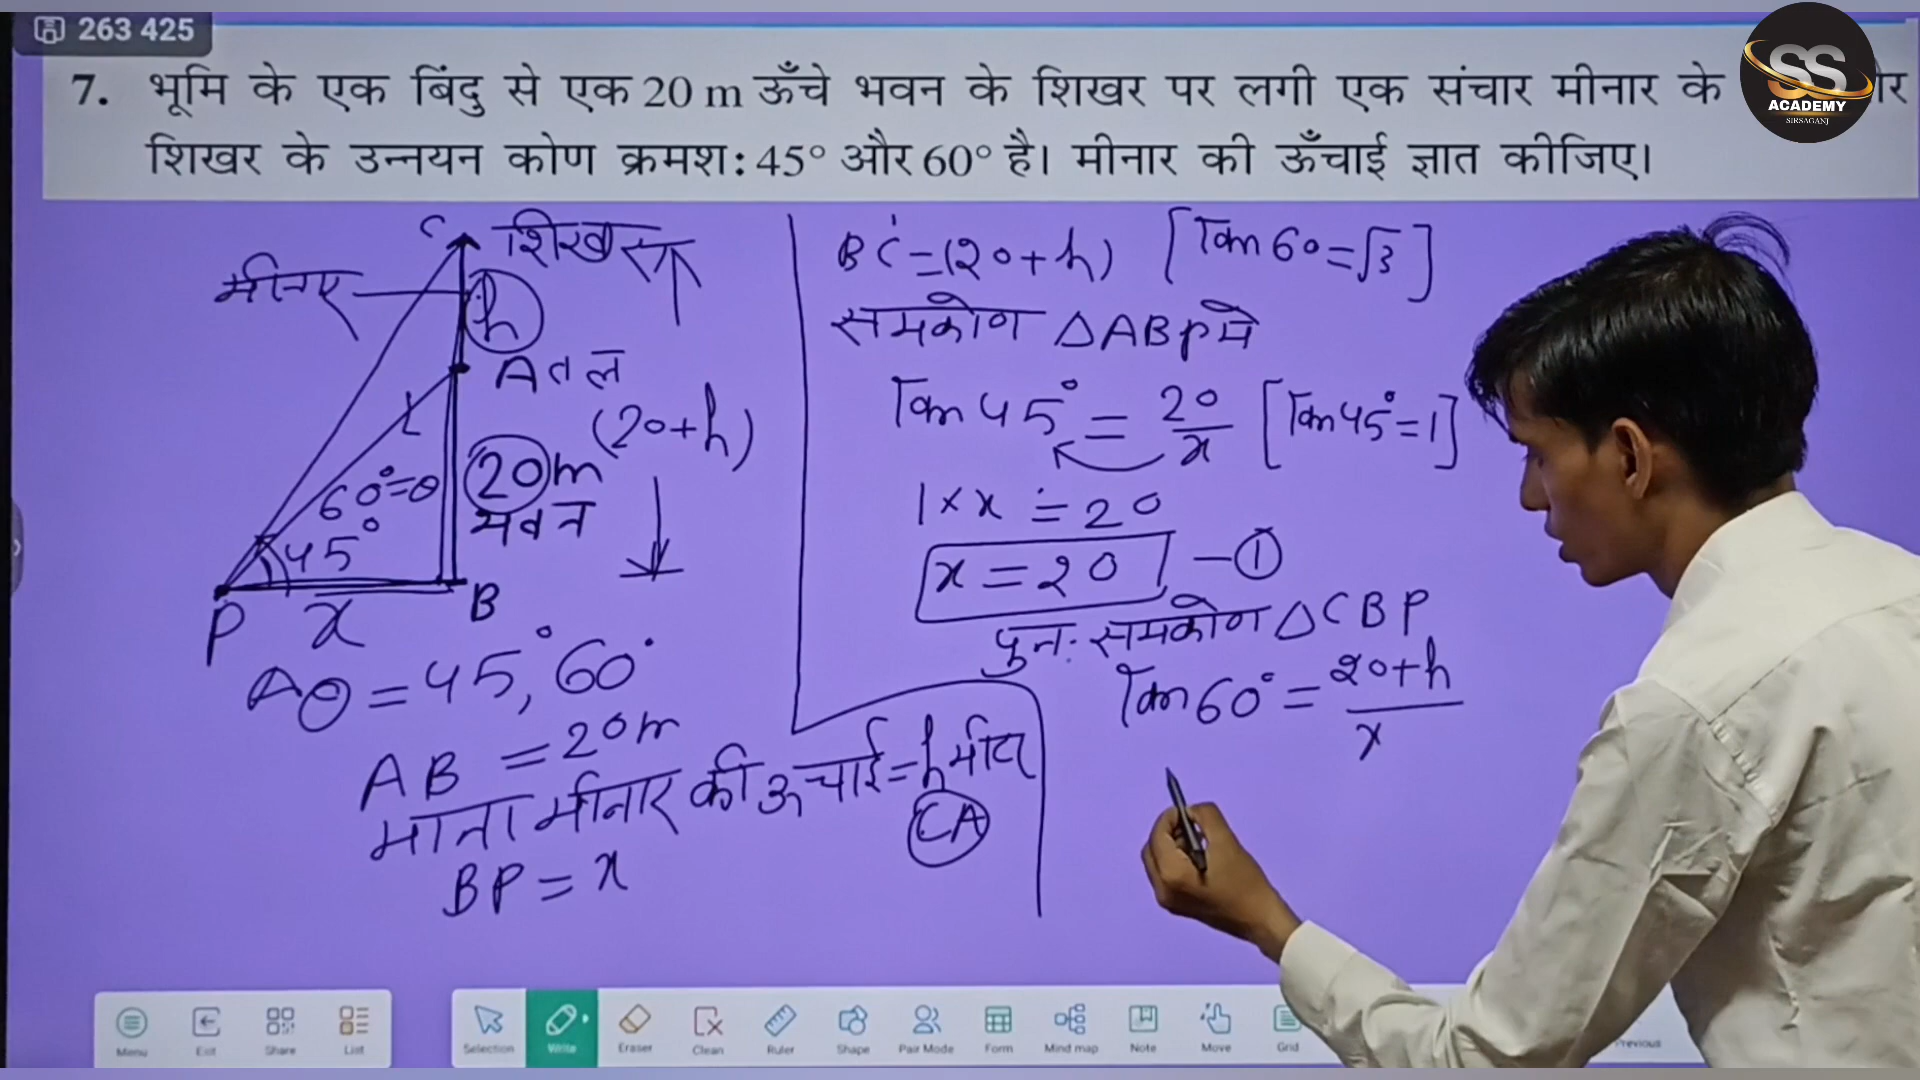 263 425
7. भूमि के एक बिंदु से एक 20 m ऊँचे भवन के शिखर पर लगी एक संचार मीनार के
शिखर के उन्नयन कोण क्रमश: 45° और 60° है। मीनार की ऊँचाई ज्ञात कीजिए।
SS
ACADEMY
SIRSAGANJ
C शिखर
मीनार
h
A तल
(20+h)
20m
भवन
60°=θ
45°
P x B
θ = 45°, 60°
AB = 20m
माना मीनार की ऊचाई = h मीटर
CA
BP = x
BC = (20+h) [Tan 60 = √3]
समकोण △ABP मे
Tan 45° = 20/x [Tan 45° = 1]
1 × x = 20
x = 20 – ①
पुन: समकोण △CBP
Tan 60° = 20+h/x
Menu Exit Share List Selection Write Eraser Clean Ruler Shape Pair Mode Form Mind map Note Move Grid Previous